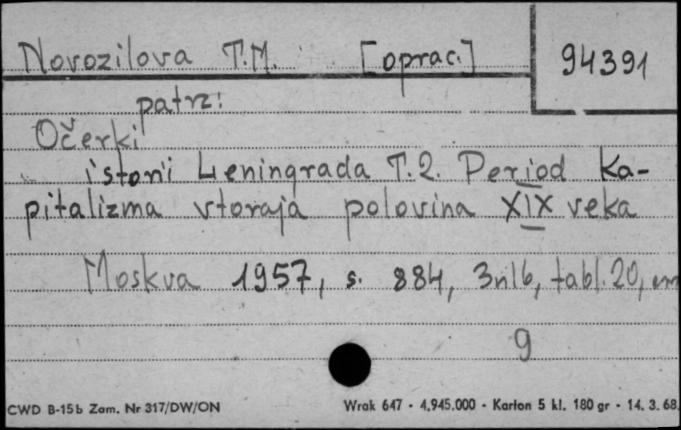 Novozilova T.M. [oprac.] 94391
patrz:
Očerki
istorii Leningrada T.2. Period ka-
pitalizma vtoraja polovina XIX veka
Moskva 1957, s. 884, 3nlb, tabl. 20, em
9
CWD B-15b Zam. Nr 317/DW/ON Wrak 647 - 4.945.000 - Karton 5 kl. 180 gr - 14. 3. 68.